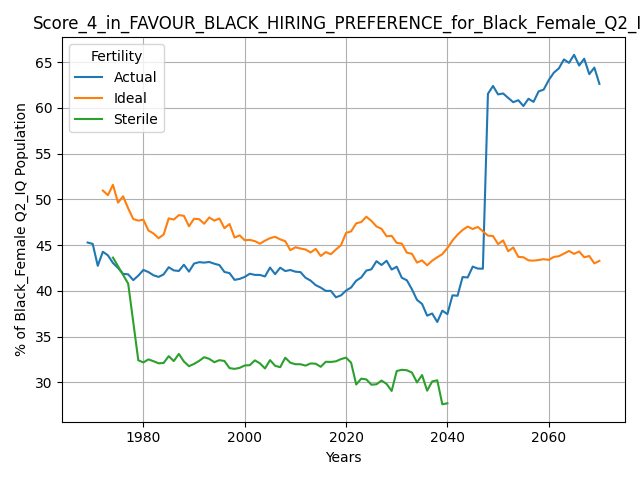 Score_4_in_FAVOUR_BLACK_HIRING_PREFERENCE_for_Black_Female_Q2_I
Fertility
Actual
Ideal
Sterile
% of Black_Female Q2_IQ Population
65
60
55
50
45
40
35
30
1980 2000 2020 2040 2060
Years